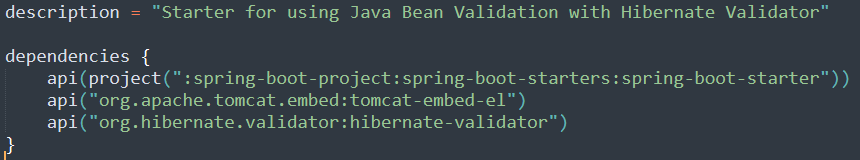 description = "Starter for using Java Bean Validation with Hibernate Validator"
dependencies {
api(project(":spring-boot-project:spring-boot-starters:spring-boot-starter"))
api("org.apache.tomcat.embed:tomcat-embed-el")
api("org.hibernate.validator:hibernate-validator")
}